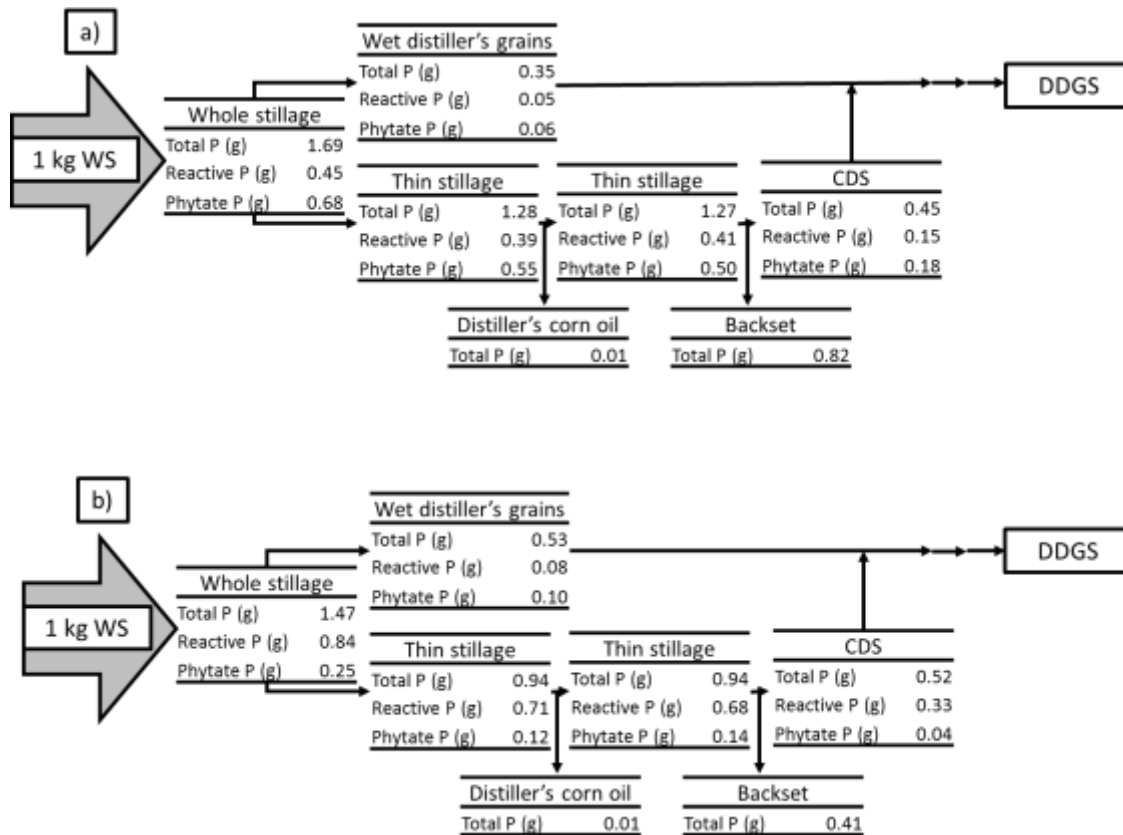 a)
Wet distiller's grains
Total P (g) 0.35
Reactive P (g) 0.05
Phytate P (g) 0.06
DDGS
1 kg WS
Whole stillage
Total P (g) 1.69
Reactive P (g) 0.45
Phytate P (g) 0.68
Thin stillage
Total P (g) 1.28
Reactive P (g) 0.39
Phytate P (g) 0.55
Thin stillage
Total P (g) 1.27
Reactive P (g) 0.41
Phytate P (g) 0.50
CDS
Total P (g) 0.45
Reactive P (g) 0.15
Phytate P (g) 0.18
Distiller's corn oil
Total P (g) 0.01
Backset
Total P (g) 0.82
b)
Wet distiller's grains
Total P (g) 0.53
Reactive P (g) 0.08
Phytate P (g) 0.10
DDGS
1 kg WS
Whole stillage
Total P (g) 1.47
Reactive P (g) 0.84
Phytate P (g) 0.25
Thin stillage
Total P (g) 0.94
Reactive P (g) 0.71
Phytate P (g) 0.12
Thin stillage
Total P (g) 0.94
Reactive P (g) 0.68
Phytate P (g) 0.14
CDS
Total P (g) 0.52
Reactive P (g) 0.33
Phytate P (g) 0.04
Distiller's corn oil
Total P (g) 0.01
Backset
Total P (g) 0.41